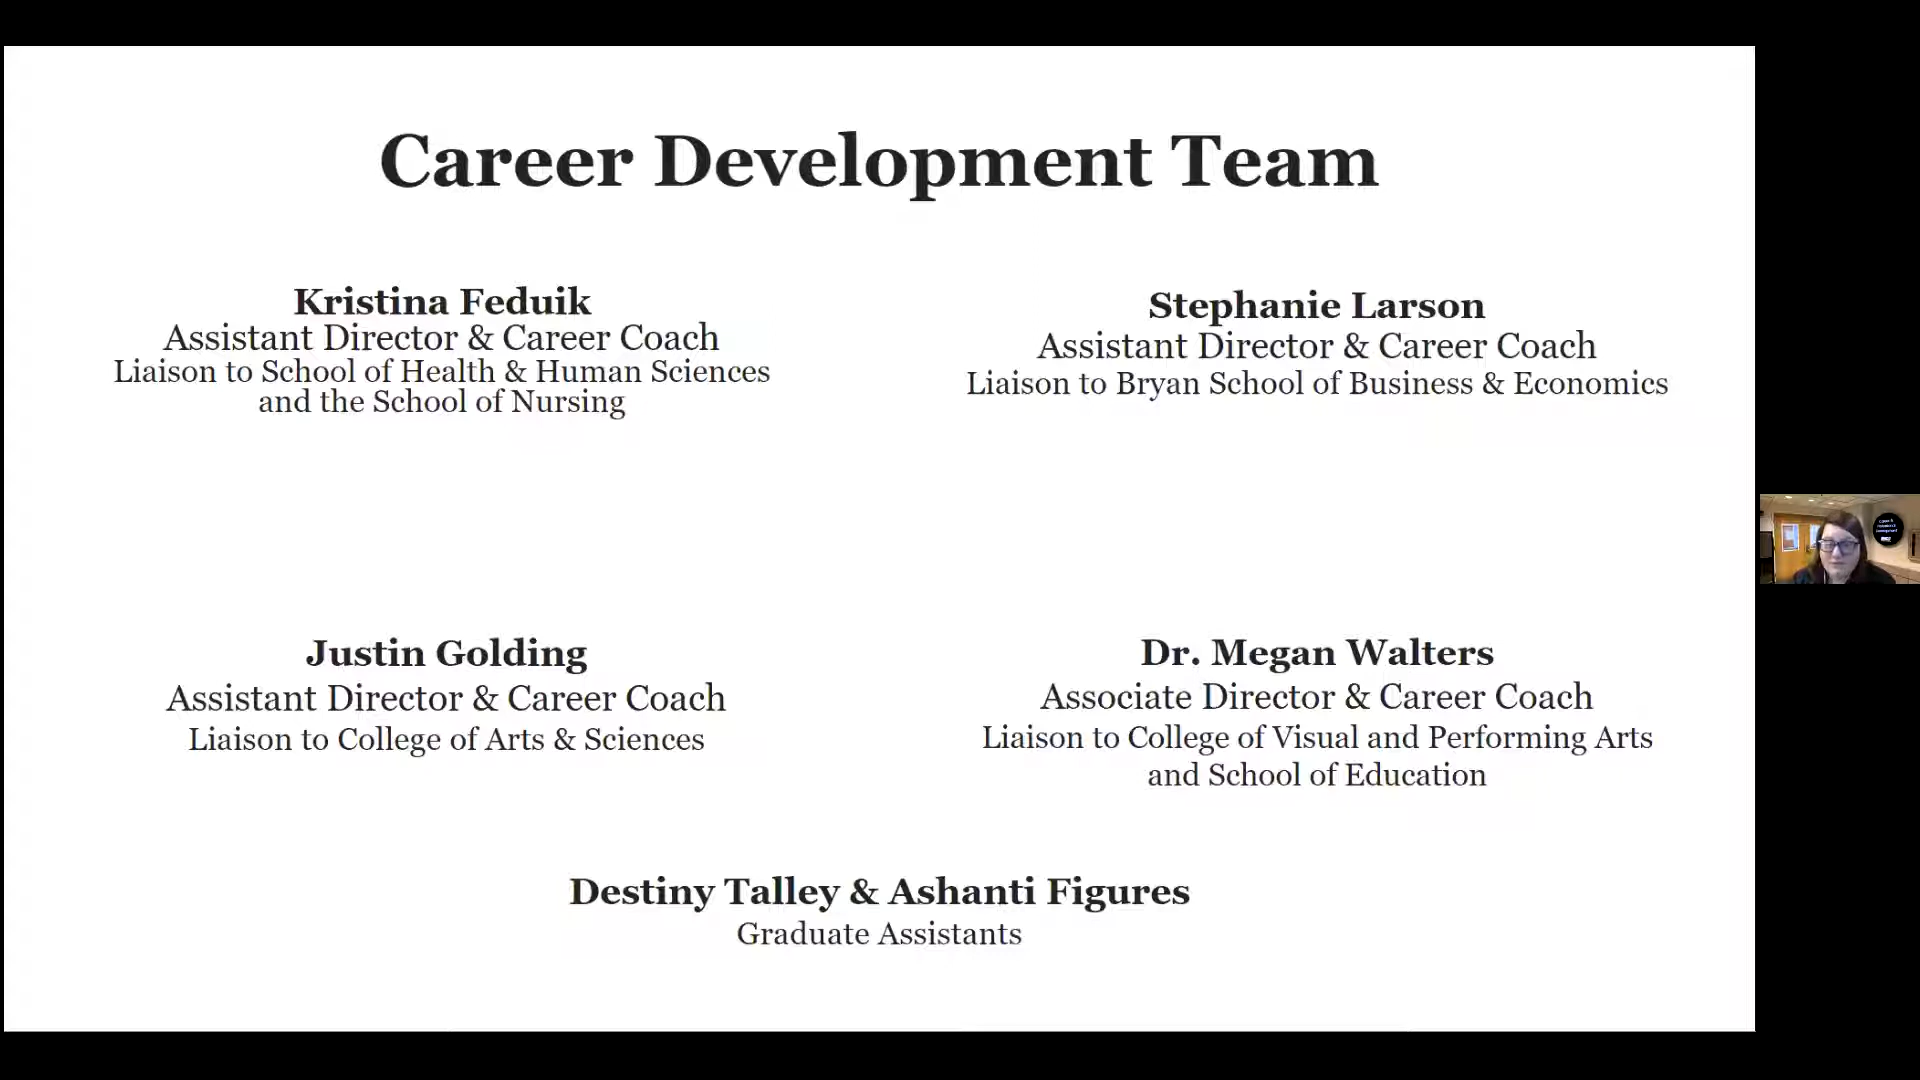 Career Development Team
Kristina Feduik
Assistant Director & Career Coach
Liaison to School of Health & Human Sciences
and the School of Nursing
Stephanie Larson
Assistant Director & Career Coach
Liaison to Bryan School of Business & Economics
Justin Golding
Assistant Director & Career Coach
Liaison to College of Arts & Sciences
Dr. Megan Walters
Associate Director & Career Coach
Liaison to College of Visual and Performing Arts
and School of Education
Destiny Talley & Ashanti Figures
Graduate Assistants